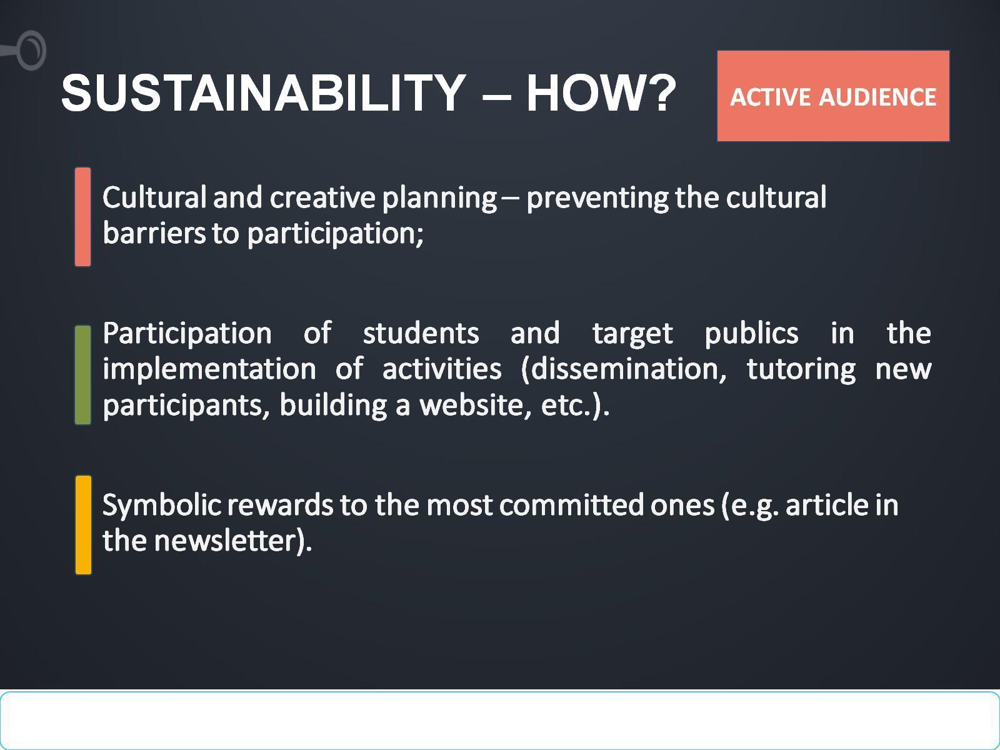 SUSTAINABILITY – HOW?
ACTIVE AUDIENCE
Cultural and creative planning – preventing the cultural
barriers to participation;
Participation of students and target publics in the
implementation of activities (dissemination, tutoring new
participants, building a website, etc.).
Symbolic rewards to the most committed ones (e.g. article in
the newsletter).